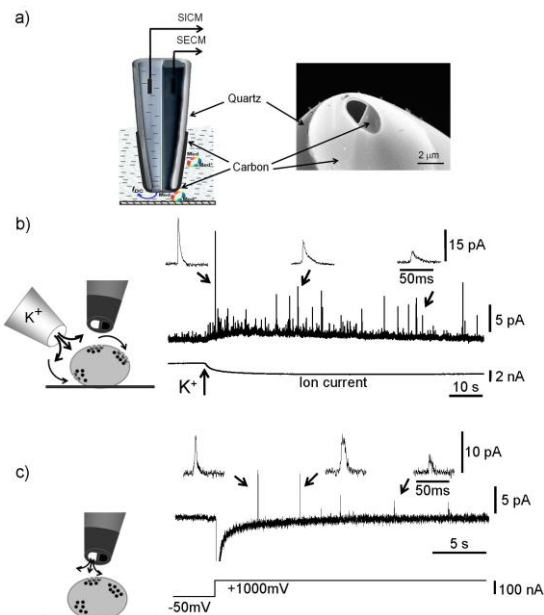 a)
SICM
SECM
Quartz
Carbon
Med
2 μm
b)
15 pA
50ms
5 pA
K⁺
K⁺
Ion current
2 nA
10 s
c)
10 pA
50ms
5 pA
5 s
+1000mV
-50mV
100 nA